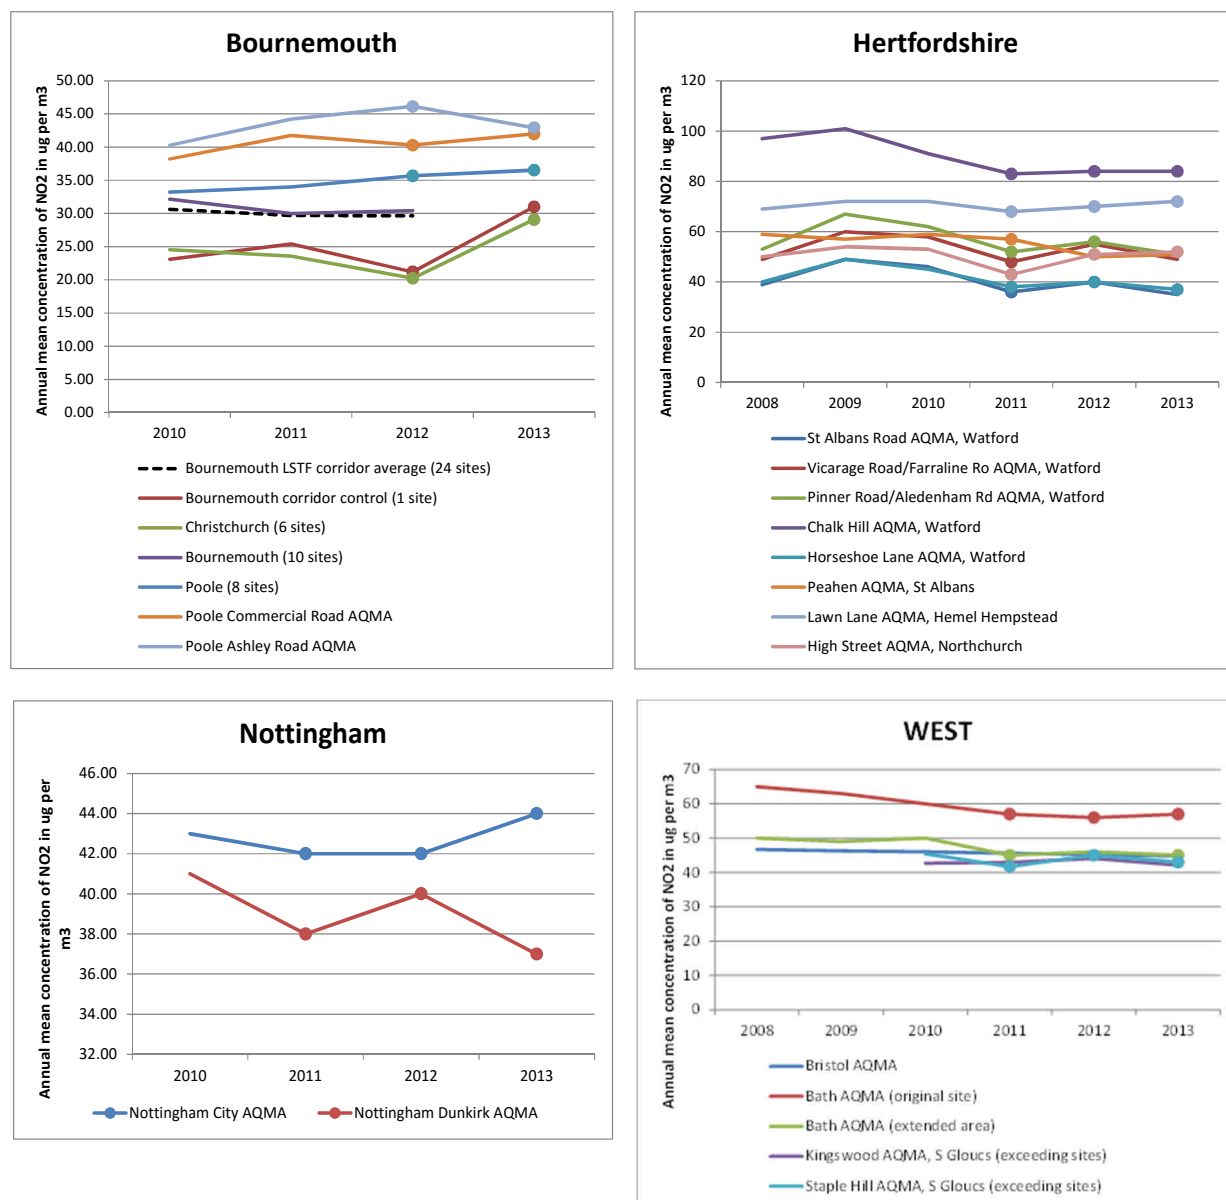 Bournemouth
Annual mean concentration of NO2 in ug per m3
50.00
45.00
40.00
35.00
30.00
25.00
20.00
15.00
10.00
5.00
0.00
2010 2011 2012 2013
Bournemouth LSTF corridor average (24 sites)
Bournemouth corridor control (1 site)
Christchurch (6 sites)
Bournemouth (10 sites)
Poole (8 sites)
Poole Commercial Road AQMA
Poole Ashley Road AQMA
Hertfordshire
Annual mean concentration of NO2 in ug per m3
120
100
80
60
40
20
0
2008 2009 2010 2011 2012 2013
St Albans Road AQMA, Watford
Vicarage Road/Farraline Ro AQMA, Watford
Pinner Road/Aledenham Rd AQMA, Watford
Chalk Hill AQMA, Watford
Horseshoe Lane AQMA, Watford
Peahen AQMA, St Albans
Lawn Lane AQMA, Hemel Hempstead
High Street AQMA, Northchurch
Nottingham
Annual mean concentration of NO2 in ug per
m3
46.00
44.00
42.00
40.00
38.00
36.00
34.00
32.00
2010 2011 2012 2013
Nottingham City AQMA Nottingham Dunkirk AQMA
WEST
Annual mean concentration of NO2 in ug per m3
70
60
50
40
30
20
10
0
2008 2009 2010 2011 2012 2013
Bristol AQMA
Bath AQMA (original site)
Bath AQMA (extended area)
Kingswood AQMA, S Gloucs (exceeding sites)
Staple Hill AQMA, S Gloucs (exceeding sites)